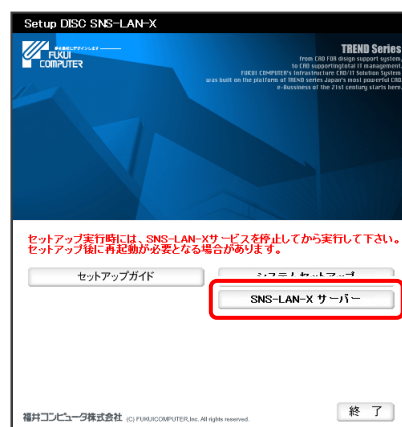 Setup DISC SNS-LAN-X
FUKUI
COMPUTER
TREND Series
from CAD FOR design support system,
to CAD supportingtotal IT management.
FUKUI COMPUTER's Infrastructure CAD/IT Solution System
was built on the platform of TREND series Japan's most powerful CAD.
e-Bussiness of the 21st century starts here.
セットアップ実行時には、SNS-LAN-Xサービスを停止してから実行して下さい。
セットアップ後に再起動が必要となる場合があります。
セットアップガイド
システムセットアップ
SNS-LAN-X サーバー
福井コンピュータ株式会社 (C) FUKUICOMPUTER,Inc. All rights reserved.
終 了